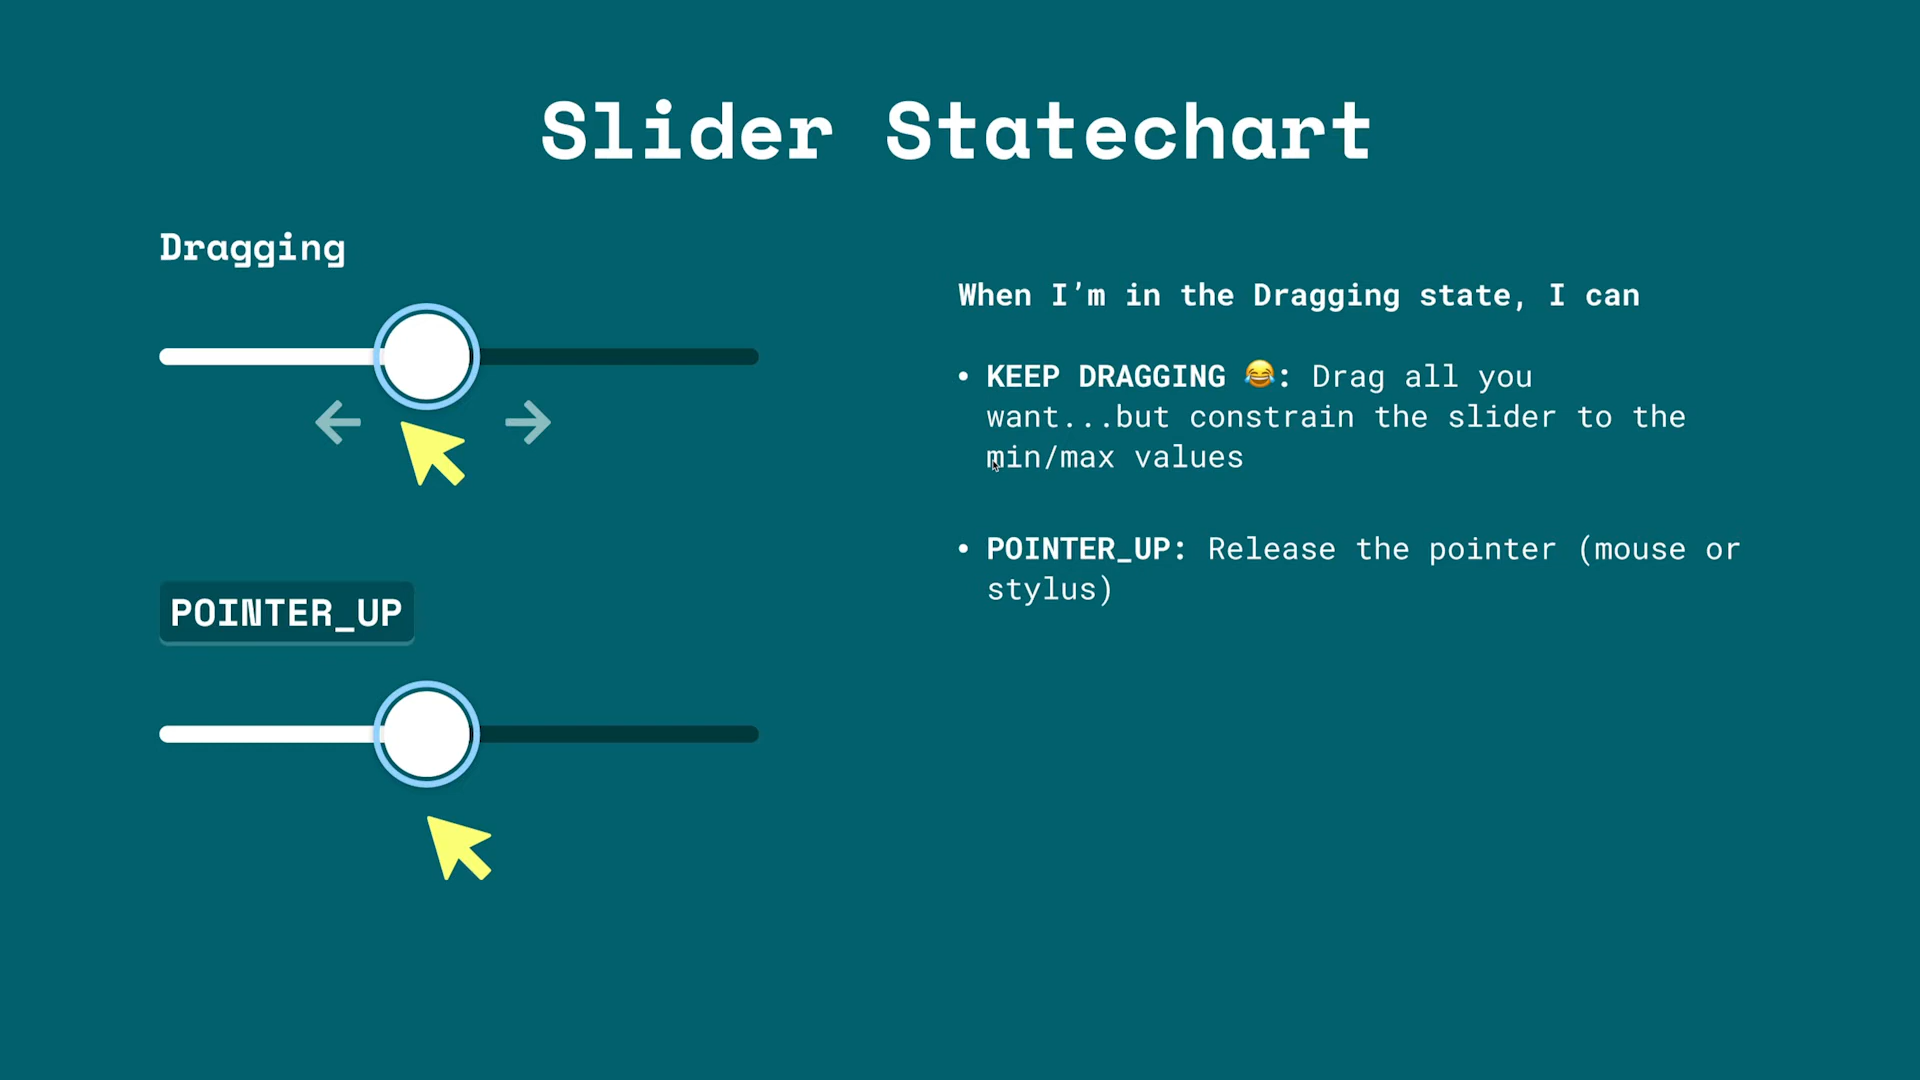 Slider Statechart
Dragging
When I’m in the Dragging state, I can
• KEEP DRAGGING 😂: Drag all you
want...but constrain the slider to the
min/max values
• POINTER_UP: Release the pointer (mouse or
stylus)
POINTER_UP